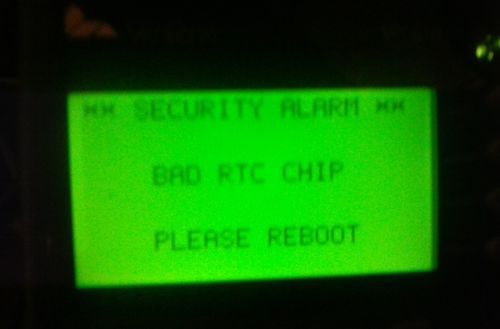 ** SECURITY ALARM **
BAD RTC CHIP
PLEASE REBOOT